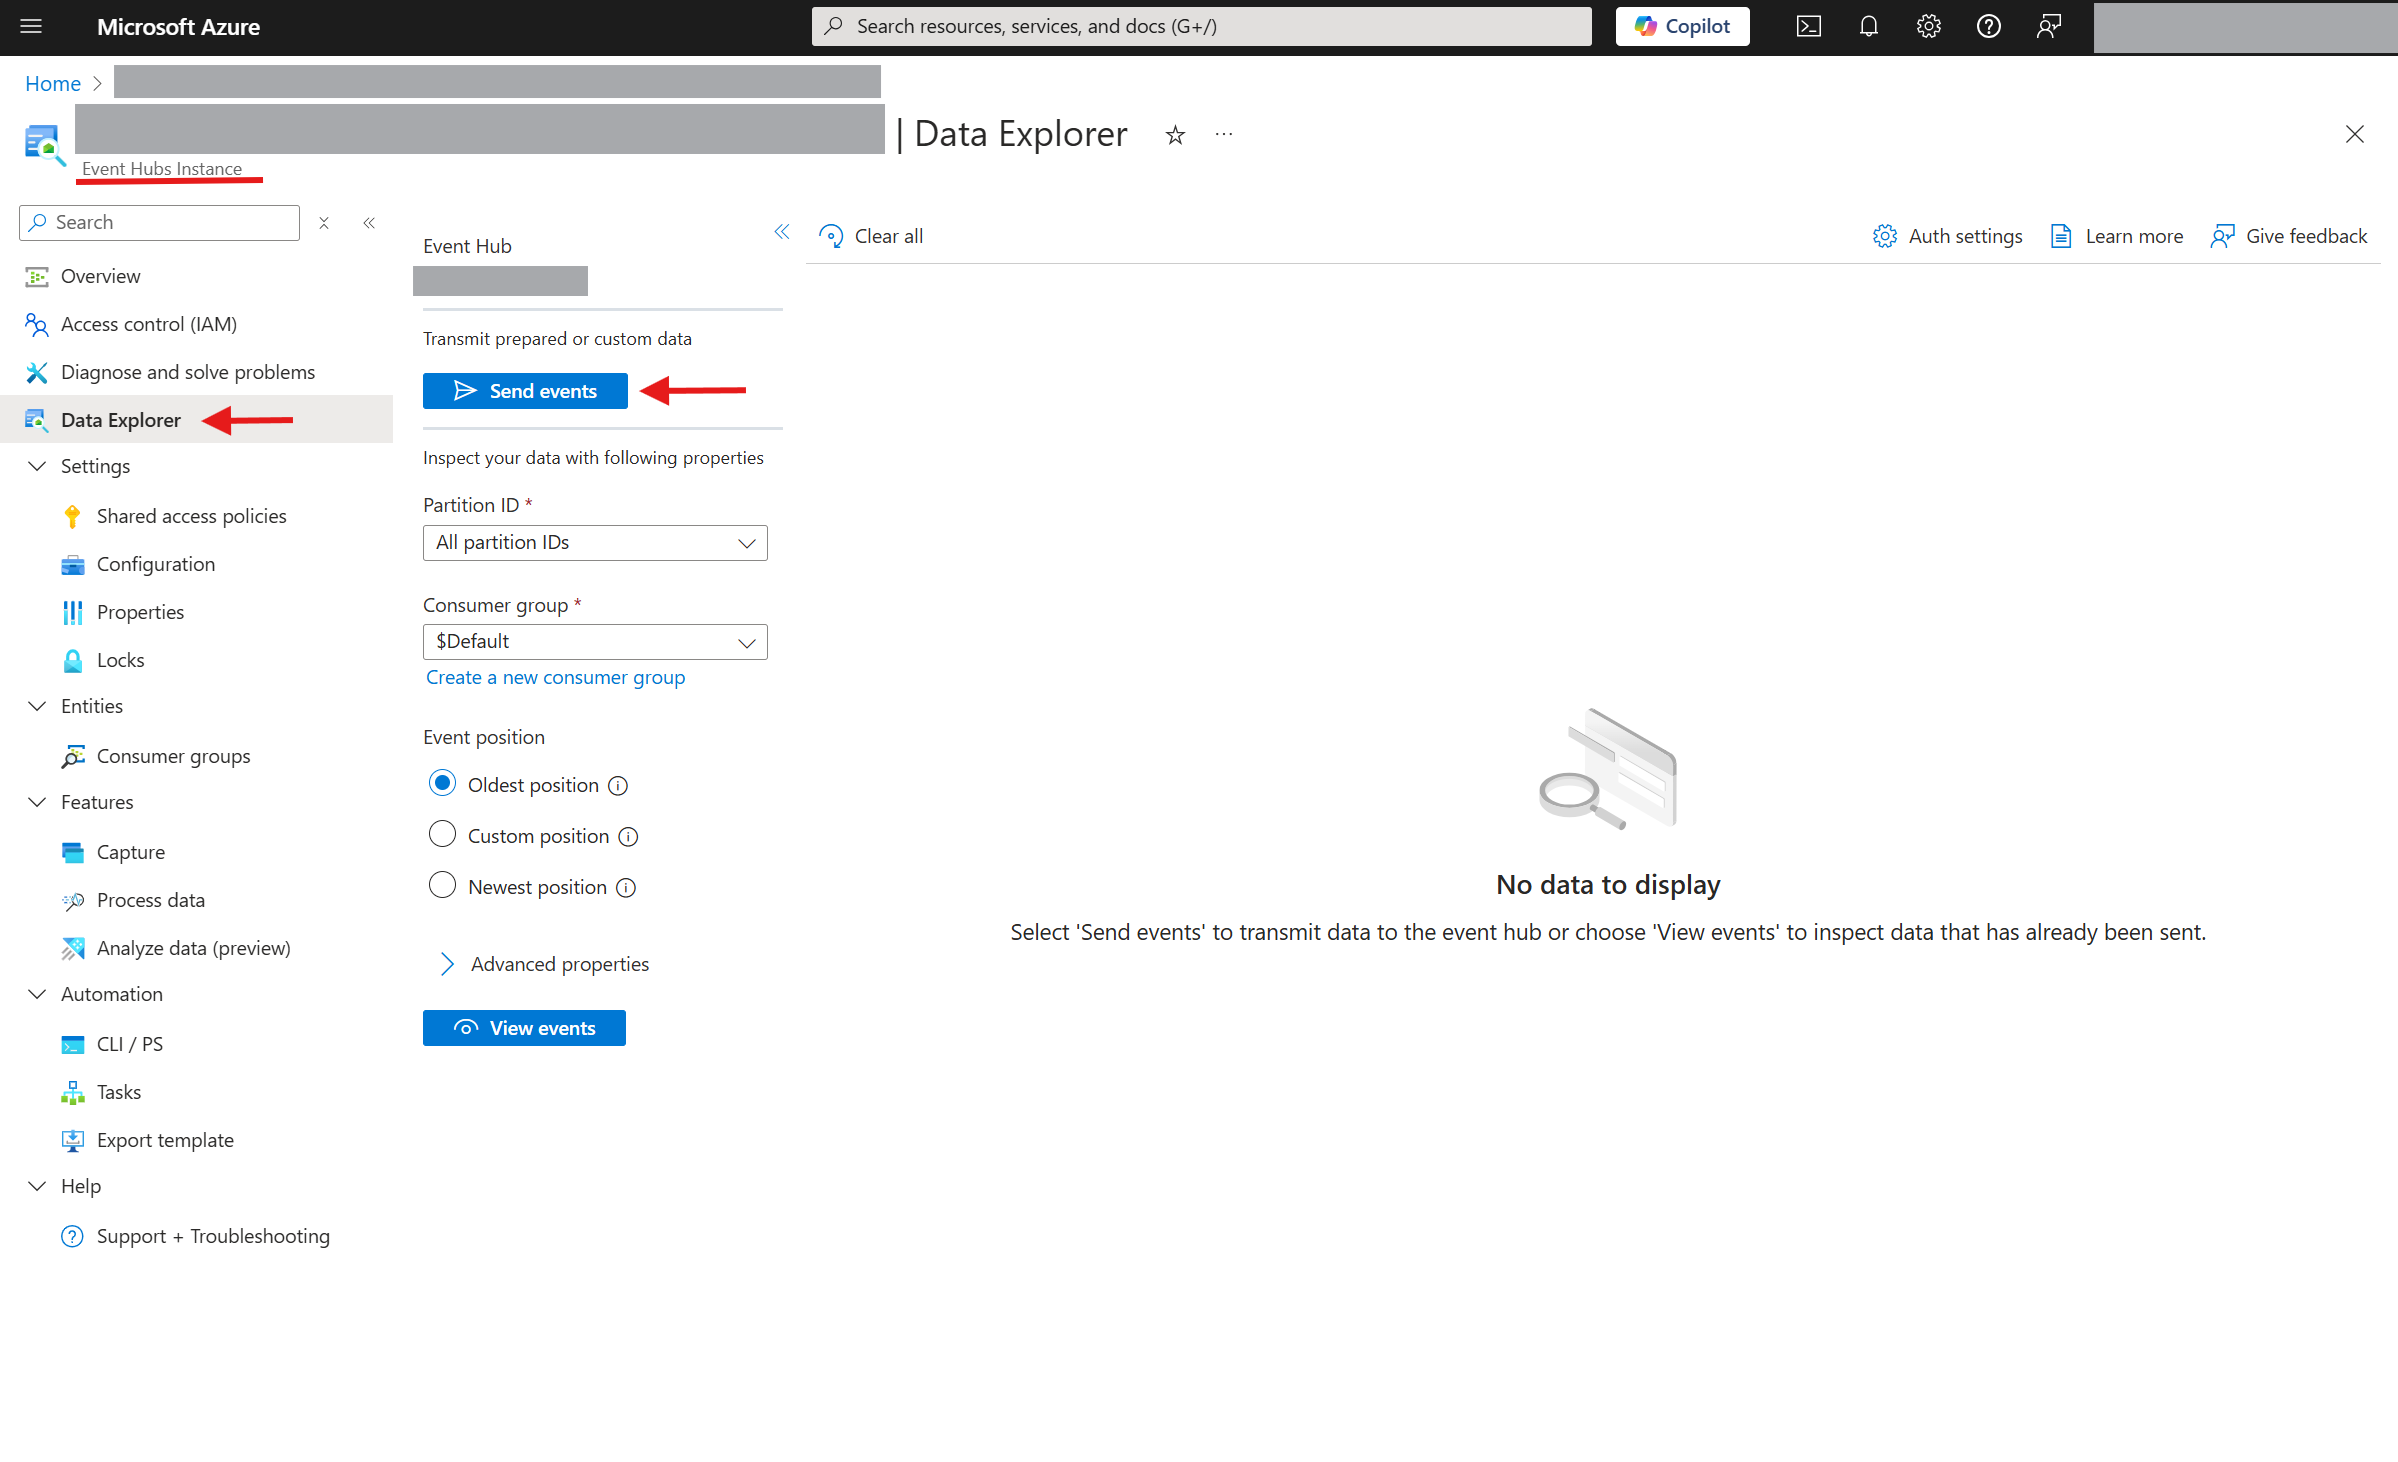 Microsoft Azure
Search resources, services, and docs (G+/)
Copilot
Home
| Data Explorer
Event Hubs Instance
Search
Overview
Access control (IAM)
Diagnose and solve problems
Data Explorer
Settings
Shared access policies
Configuration
Properties
Locks
Entities
Consumer groups
Features
Capture
Process data
Analyze data (preview)
Automation
CLI / PS
Tasks
Export template
Help
Support + Troubleshooting
Event Hub
Transmit prepared or custom data
Send events
Inspect your data with following properties
Partition ID *
All partition IDs
Consumer group *
$Default
Create a new consumer group
Event position
Oldest position
Custom position
Newest position
Advanced properties
View events
Clear all
Auth settings
Learn more
Give feedback
No data to display
Select 'Send events' to transmit data to the event hub or choose 'View events' to inspect data that has already been sent.